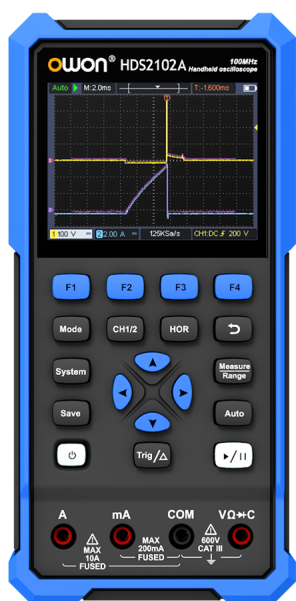 OWON® HDS2102A 100MHz
Handheld oscilloscope
Auto M:2.0ms T:-1.600ms
1 100 V 2 2.00 A 125KSa/s CH1:DC 200 V
F1 F2 F3 F4
Mode CH1/2 HOR
System Measure
Range
Save Auto
Trig/△
A mA COM VΩC
MAX
10A
FUSED
MAX
200mA
FUSED
600V
CAT III